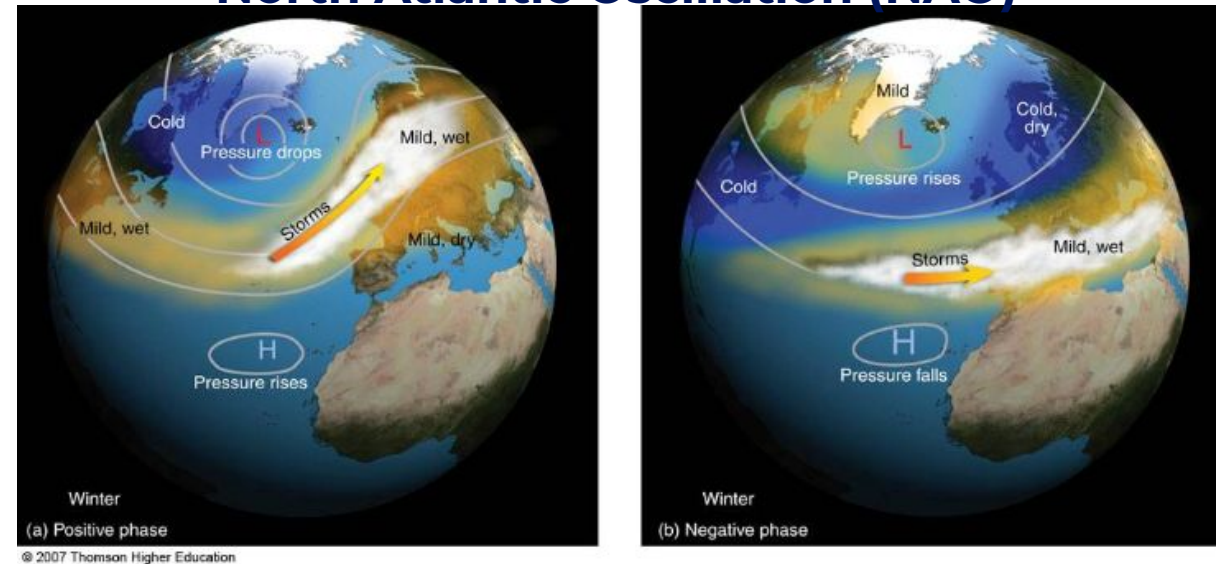 North Atlantic Oscillation (NAO)
Cold
L
Pressure drops
Mild, wet
Storms
Mild, wet
Mild, dry
H
Pressure rises
Winter
(a) Positive phase
Mild
L
Cold,
dry
Pressure rises
Cold
Storms
Mild, wet
H
Pressure falls
Winter
(b) Negative phase
© 2007 Thomson Higher Education